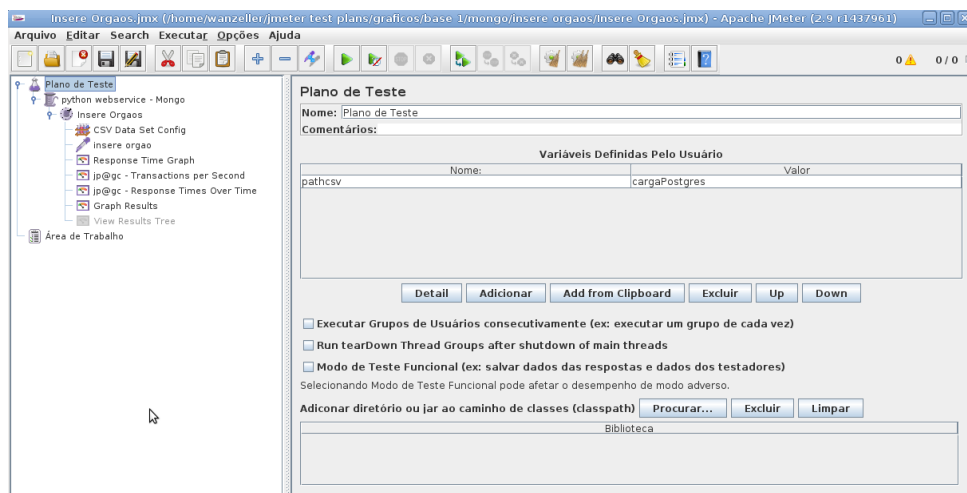 Insere Orgaos.jmx (/home/wanzeller/jmeter test plans/graficos/base 1/mongo/insere orgaos/Insere Orgaos.jmx) - Apache JMeter (2.9 r1437961)
Arquivo Editar Search Executar Opções Ajuda
0 0 / 0
Plano de Teste
python webservice - Mongo
Insere Orgaos
CSV Data Set Config
insere orgao
Response Time Graph
jp@gc - Transactions per Second
jp@gc - Response Times Over Time
Graph Results
View Results Tree
Área de Trabalho
Plano de Teste
Nome: Plano de Teste
Comentários:
Variáveis Definidas Pelo Usuário
Nome: Valor
pathcsv cargaPostgres
Detail Adicionar Add from Clipboard Excluir Up Down
Executar Grupos de Usuários consecutivamente (ex: executar um grupo de cada vez)
Run tearDown Thread Groups after shutdown of main threads
Modo de Teste Funcional (ex: salvar dados das respostas e dados dos testadores)
Selecionando Modo de Teste Funcional pode afetar o desempenho de modo adverso.
Adiconar diretório ou jar ao caminho de classes (classpath) Procurar... Excluir Limpar
Biblioteca